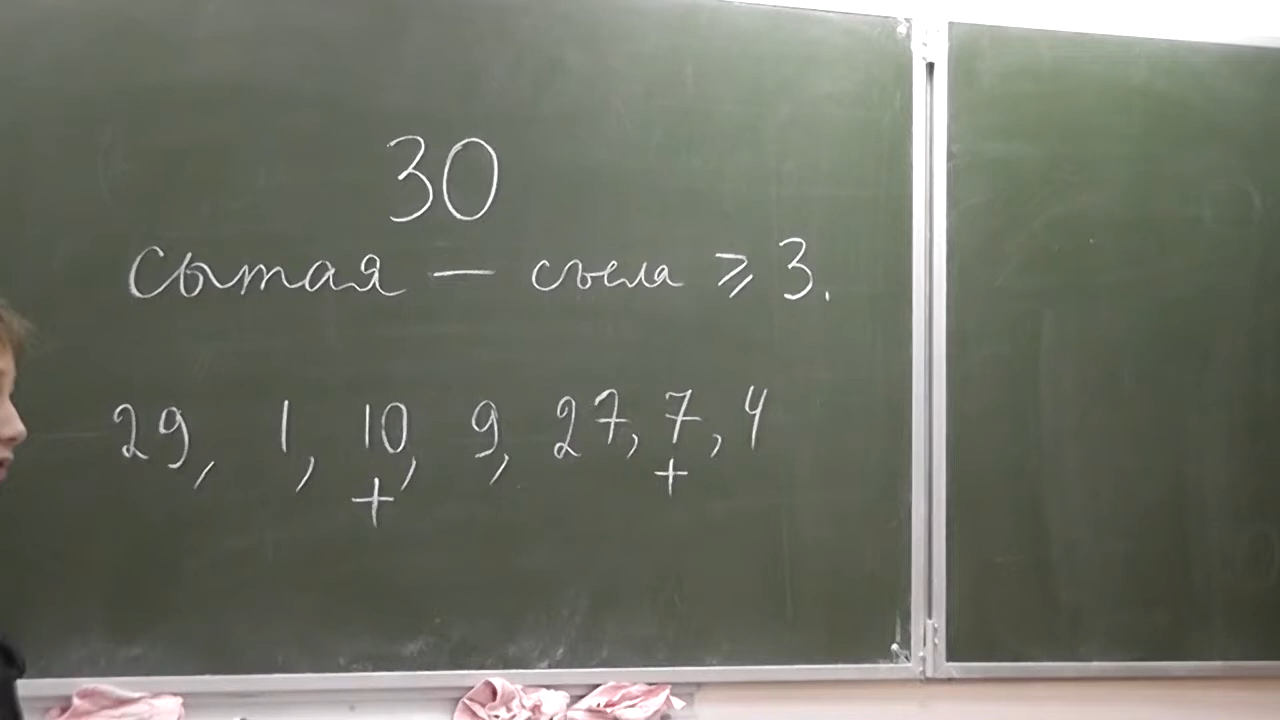 30
сытая — съела ⩾ 3.
29, 1, 10, 9, 27, 7, 4
+ +